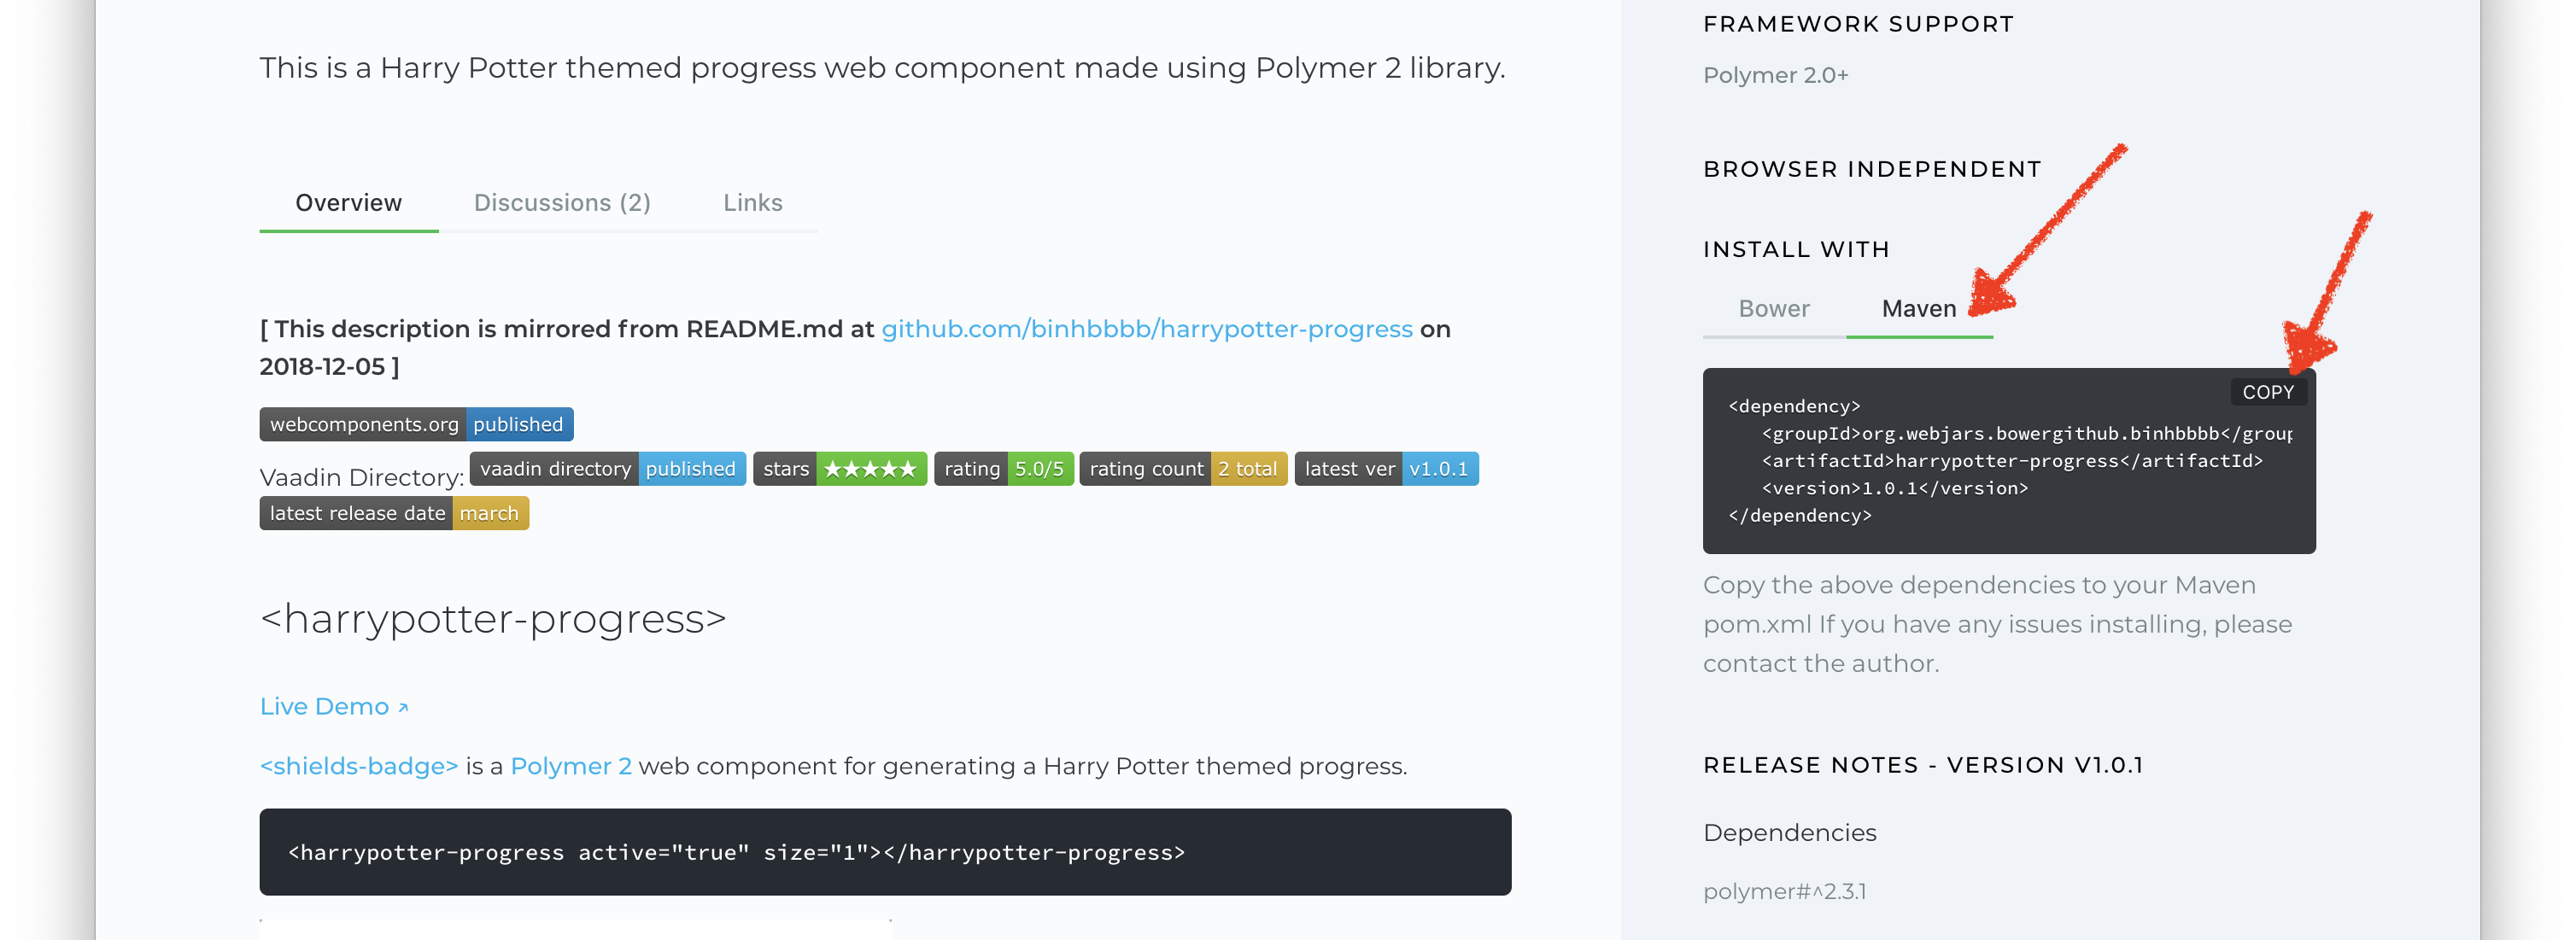 This is a Harry Potter themed progress web component made using Polymer 2 library.
Overview Discussions (2) Links
[ This description is mirrored from README.md at github.com/binhbbbb/harrypotter-progress on
2018-12-05 ]
webcomponents.org published
Vaadin Directory: vaadin directory published stars ★★★★★ rating 5.0/5 rating count 2 total latest ver v1.0.1
latest release date march
<harrypotter-progress>
Live Demo ↗
<shields-badge> is a Polymer 2 web component for generating a Harry Potter themed progress.
<harrypotter-progress active="true" size="1"></harrypotter-progress>
FRAMEWORK SUPPORT
Polymer 2.0+
BROWSER INDEPENDENT
INSTALL WITH
Bower Maven
COPY
<dependency>
<groupId>org.webjars.bowergithub.binhbbbb</group
<artifactId>harrypotter-progress</artifactId>
<version>1.0.1</version>
</dependency>
Copy the above dependencies to your Maven
pom.xml If you have any issues installing, please
contact the author.
RELEASE NOTES - VERSION V1.0.1
Dependencies
polymer#^2.3.1